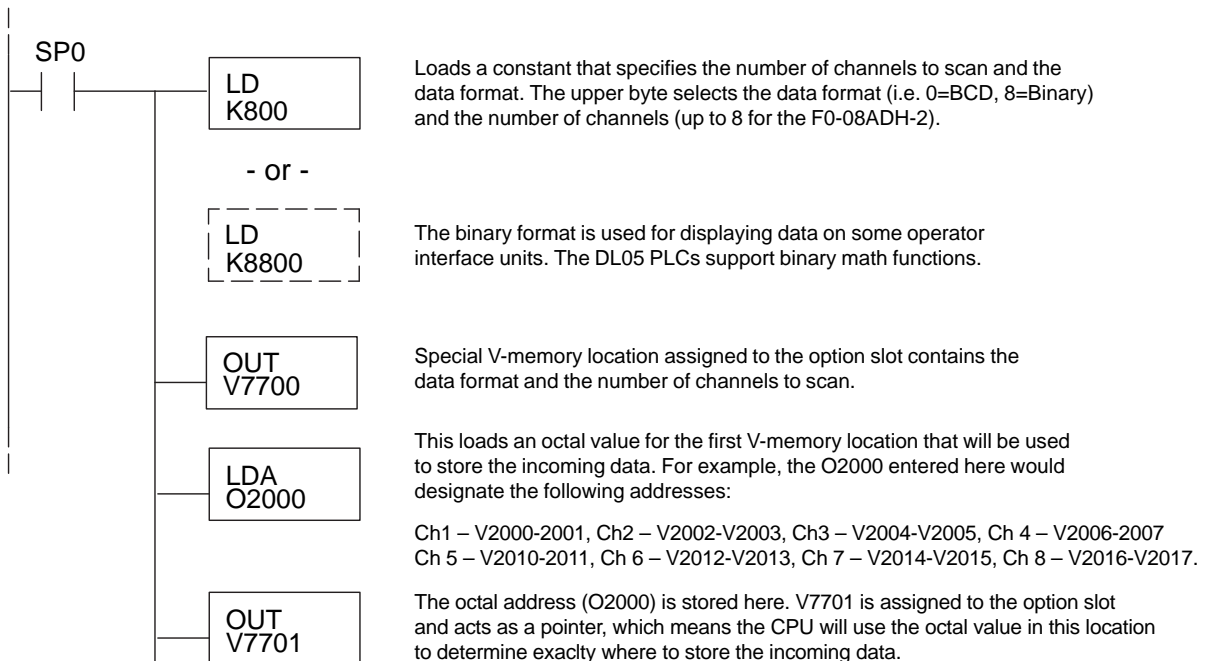 SP0
LD
K800
Loads a constant that specifies the number of channels to scan and the
data format. The upper byte selects the data format (i.e. 0=BCD, 8=Binary)
and the number of channels (up to 8 for the F0-08ADH-2).
- or -
LD
K8800
The binary format is used for displaying data on some operator
interface units. The DL05 PLCs support binary math functions.
OUT
V7700
Special V-memory location assigned to the option slot contains the
data format and the number of channels to scan.
LDA
O2000
This loads an octal value for the first V-memory location that will be used
to store the incoming data. For example, the O2000 entered here would
designate the following addresses:
Ch1 – V2000-2001, Ch2 – V2002-V2003, Ch3 – V2004-V2005, Ch 4 – V2006-2007
Ch 5 – V2010-2011, Ch 6 – V2012-V2013, Ch 7 – V2014-V2015, Ch 8 – V2016-V2017.
OUT
V7701
The octal address (O2000) is stored here. V7701 is assigned to the option slot
and acts as a pointer, which means the CPU will use the octal value in this location
to determine exaclty where to store the incoming data.